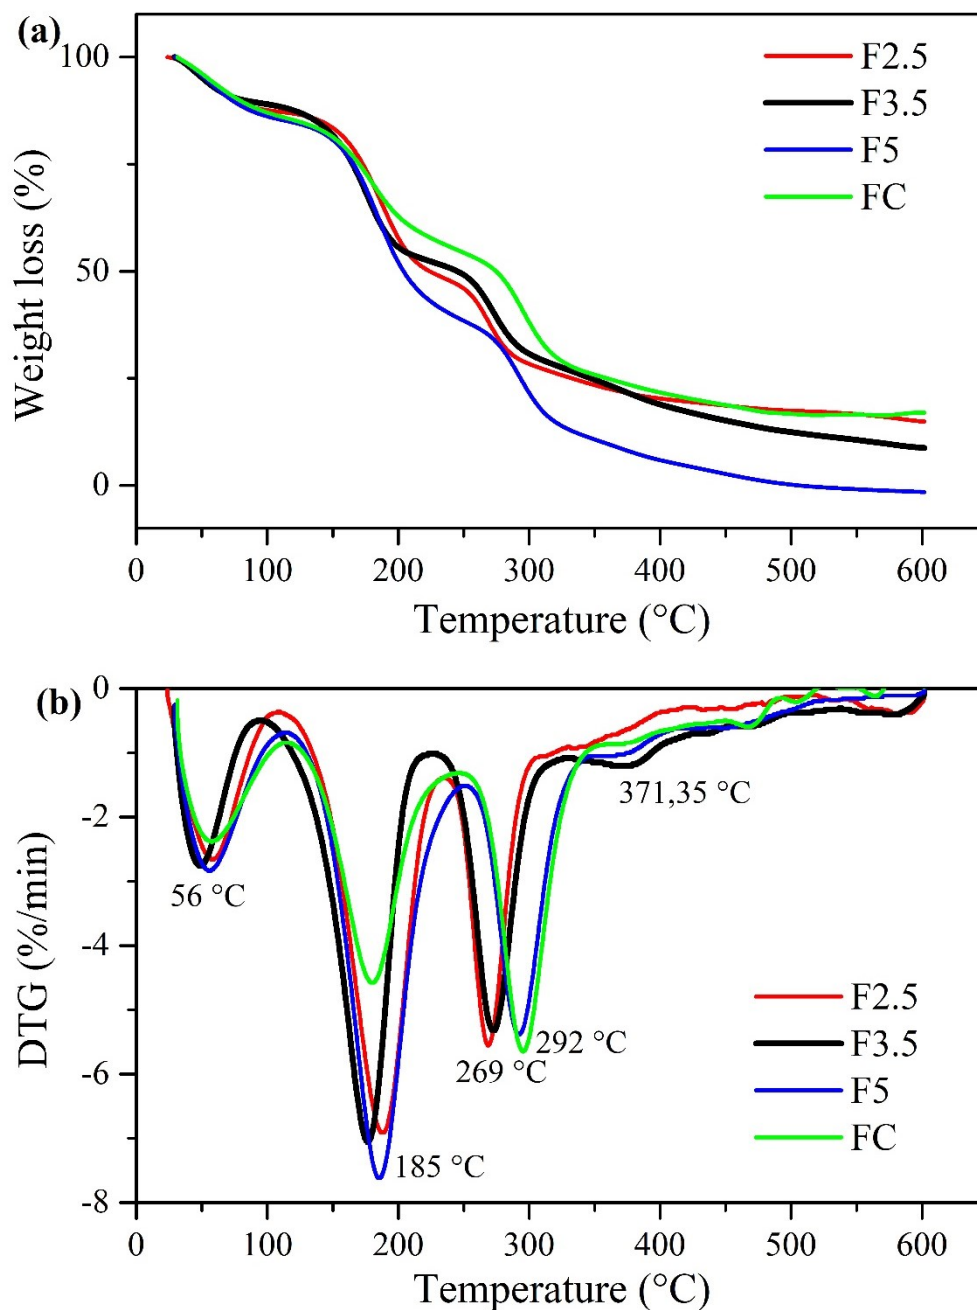 (a)
F2.5
F3.5
F5
FC
100
50
0
Weight loss (%)
0 100 200 300 400 500 600
Temperature (°C)
(b)
0
-2
-4
-6
-8
DTG (%/min)
56 °C
185 °C
269 °C
292 °C
371,35 °C
F2.5
F3.5
F5
FC
0 100 200 300 400 500 600
Temperature (°C)